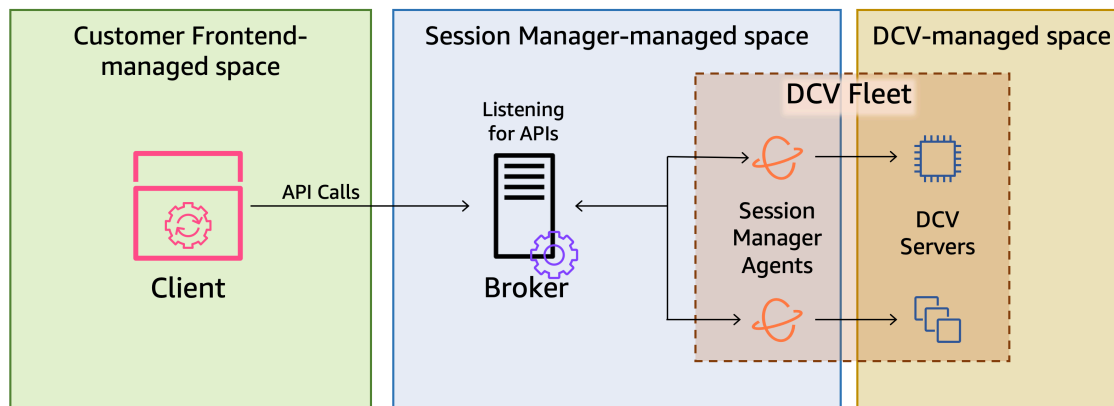 Customer Frontend-
managed space
Session Manager-managed space
DCV-managed space
DCV Fleet
Listening
for APIs
API Calls
Session
Manager
Agents
DCV
Servers
Client
Broker